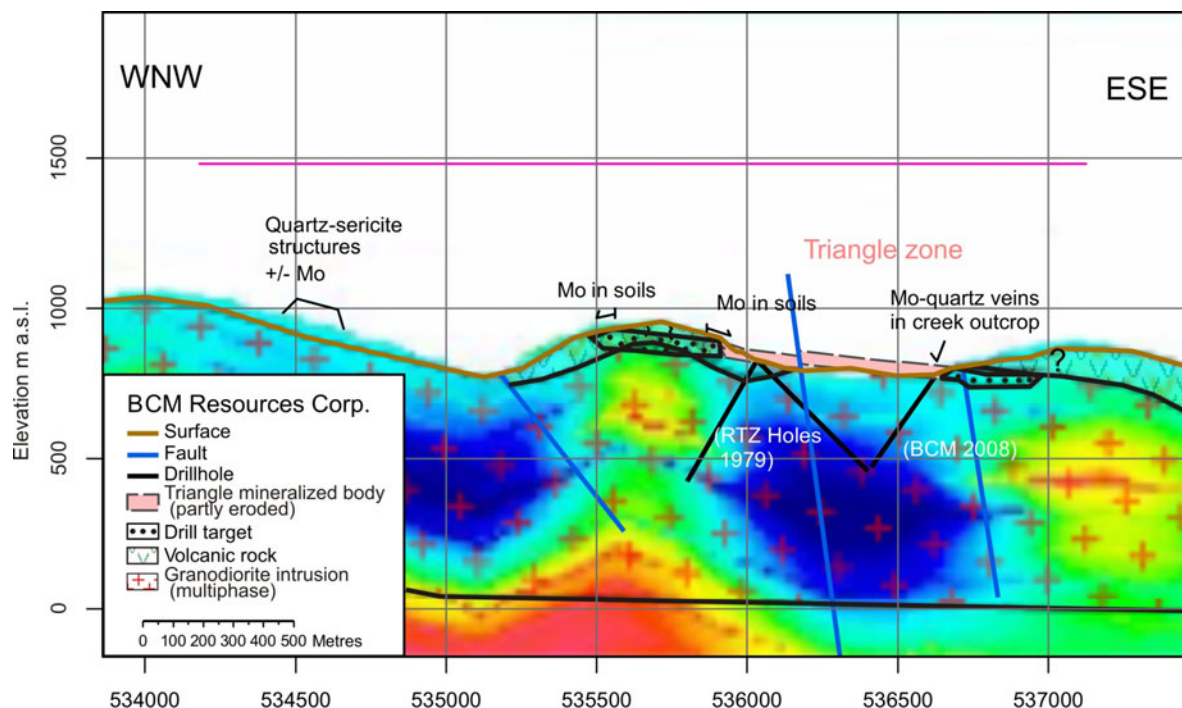 WNW
ESE
1500
1000
500
0
Elevation m a.s.l.
Quartz-sericite
structures
+/- Mo
Mo in soils
Mo in soils
Triangle zone
Mo-quartz veins
in creek outcrop
?
(RTZ Holes
1979)
(BCM 2008)
BCM Resources Corp.
Surface
Fault
Drillhole
Triangle mineralized body
(partly eroded)
Drill target
Volcanic rock
Granodiorite intrusion
(multiphase)
0 100 200 300 400 500 Metres
534000 534500 535000 535500 536000 536500 537000